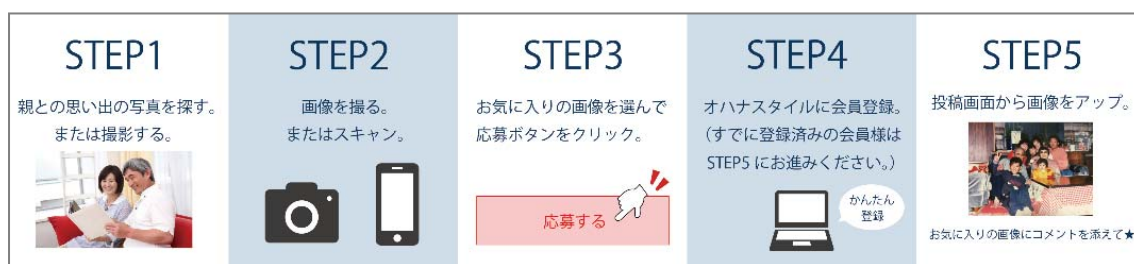 STEP1
親との思い出の写真を探す。
または撮影する。
STEP2
画像を撮る。
またはスキャン。
STEP3
お気に入りの画像を選んで
応募ボタンをクリック。
応募する
STEP4
オハナスタイルに会員登録。
(すでに登録済みの会員様は
STEP5 にお進みください。)
かんたん
登録
STEP5
投稿画面から画像をアップ。
お気に入りの画像にコメントを添えて★